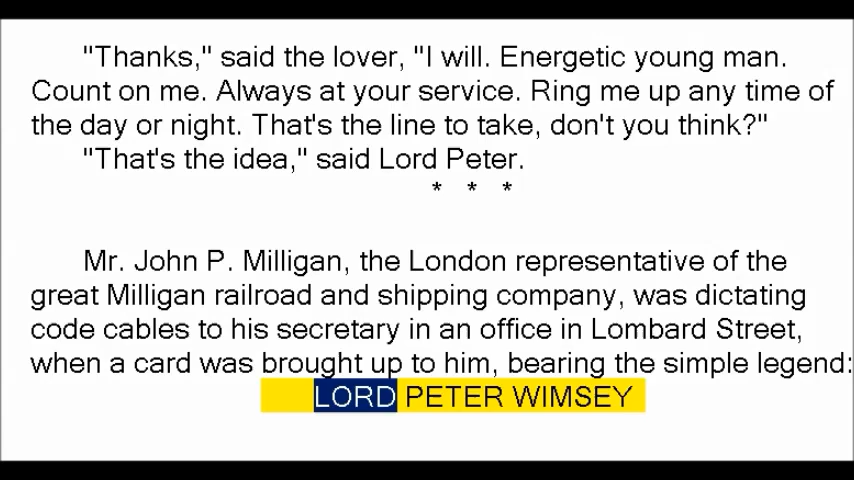 "Thanks," said the lover, "I will. Energetic young man.
Count on me. Always at your service. Ring me up any time of
the day or night. That's the line to take, don't you think?"
"That's the idea," said Lord Peter.
* * *
Mr. John P. Milligan, the London representative of the
great Milligan railroad and shipping company, was dictating
code cables to his secretary in an office in Lombard Street,
when a card was brought up to him, bearing the simple legend:
LORD PETER WIMSEY